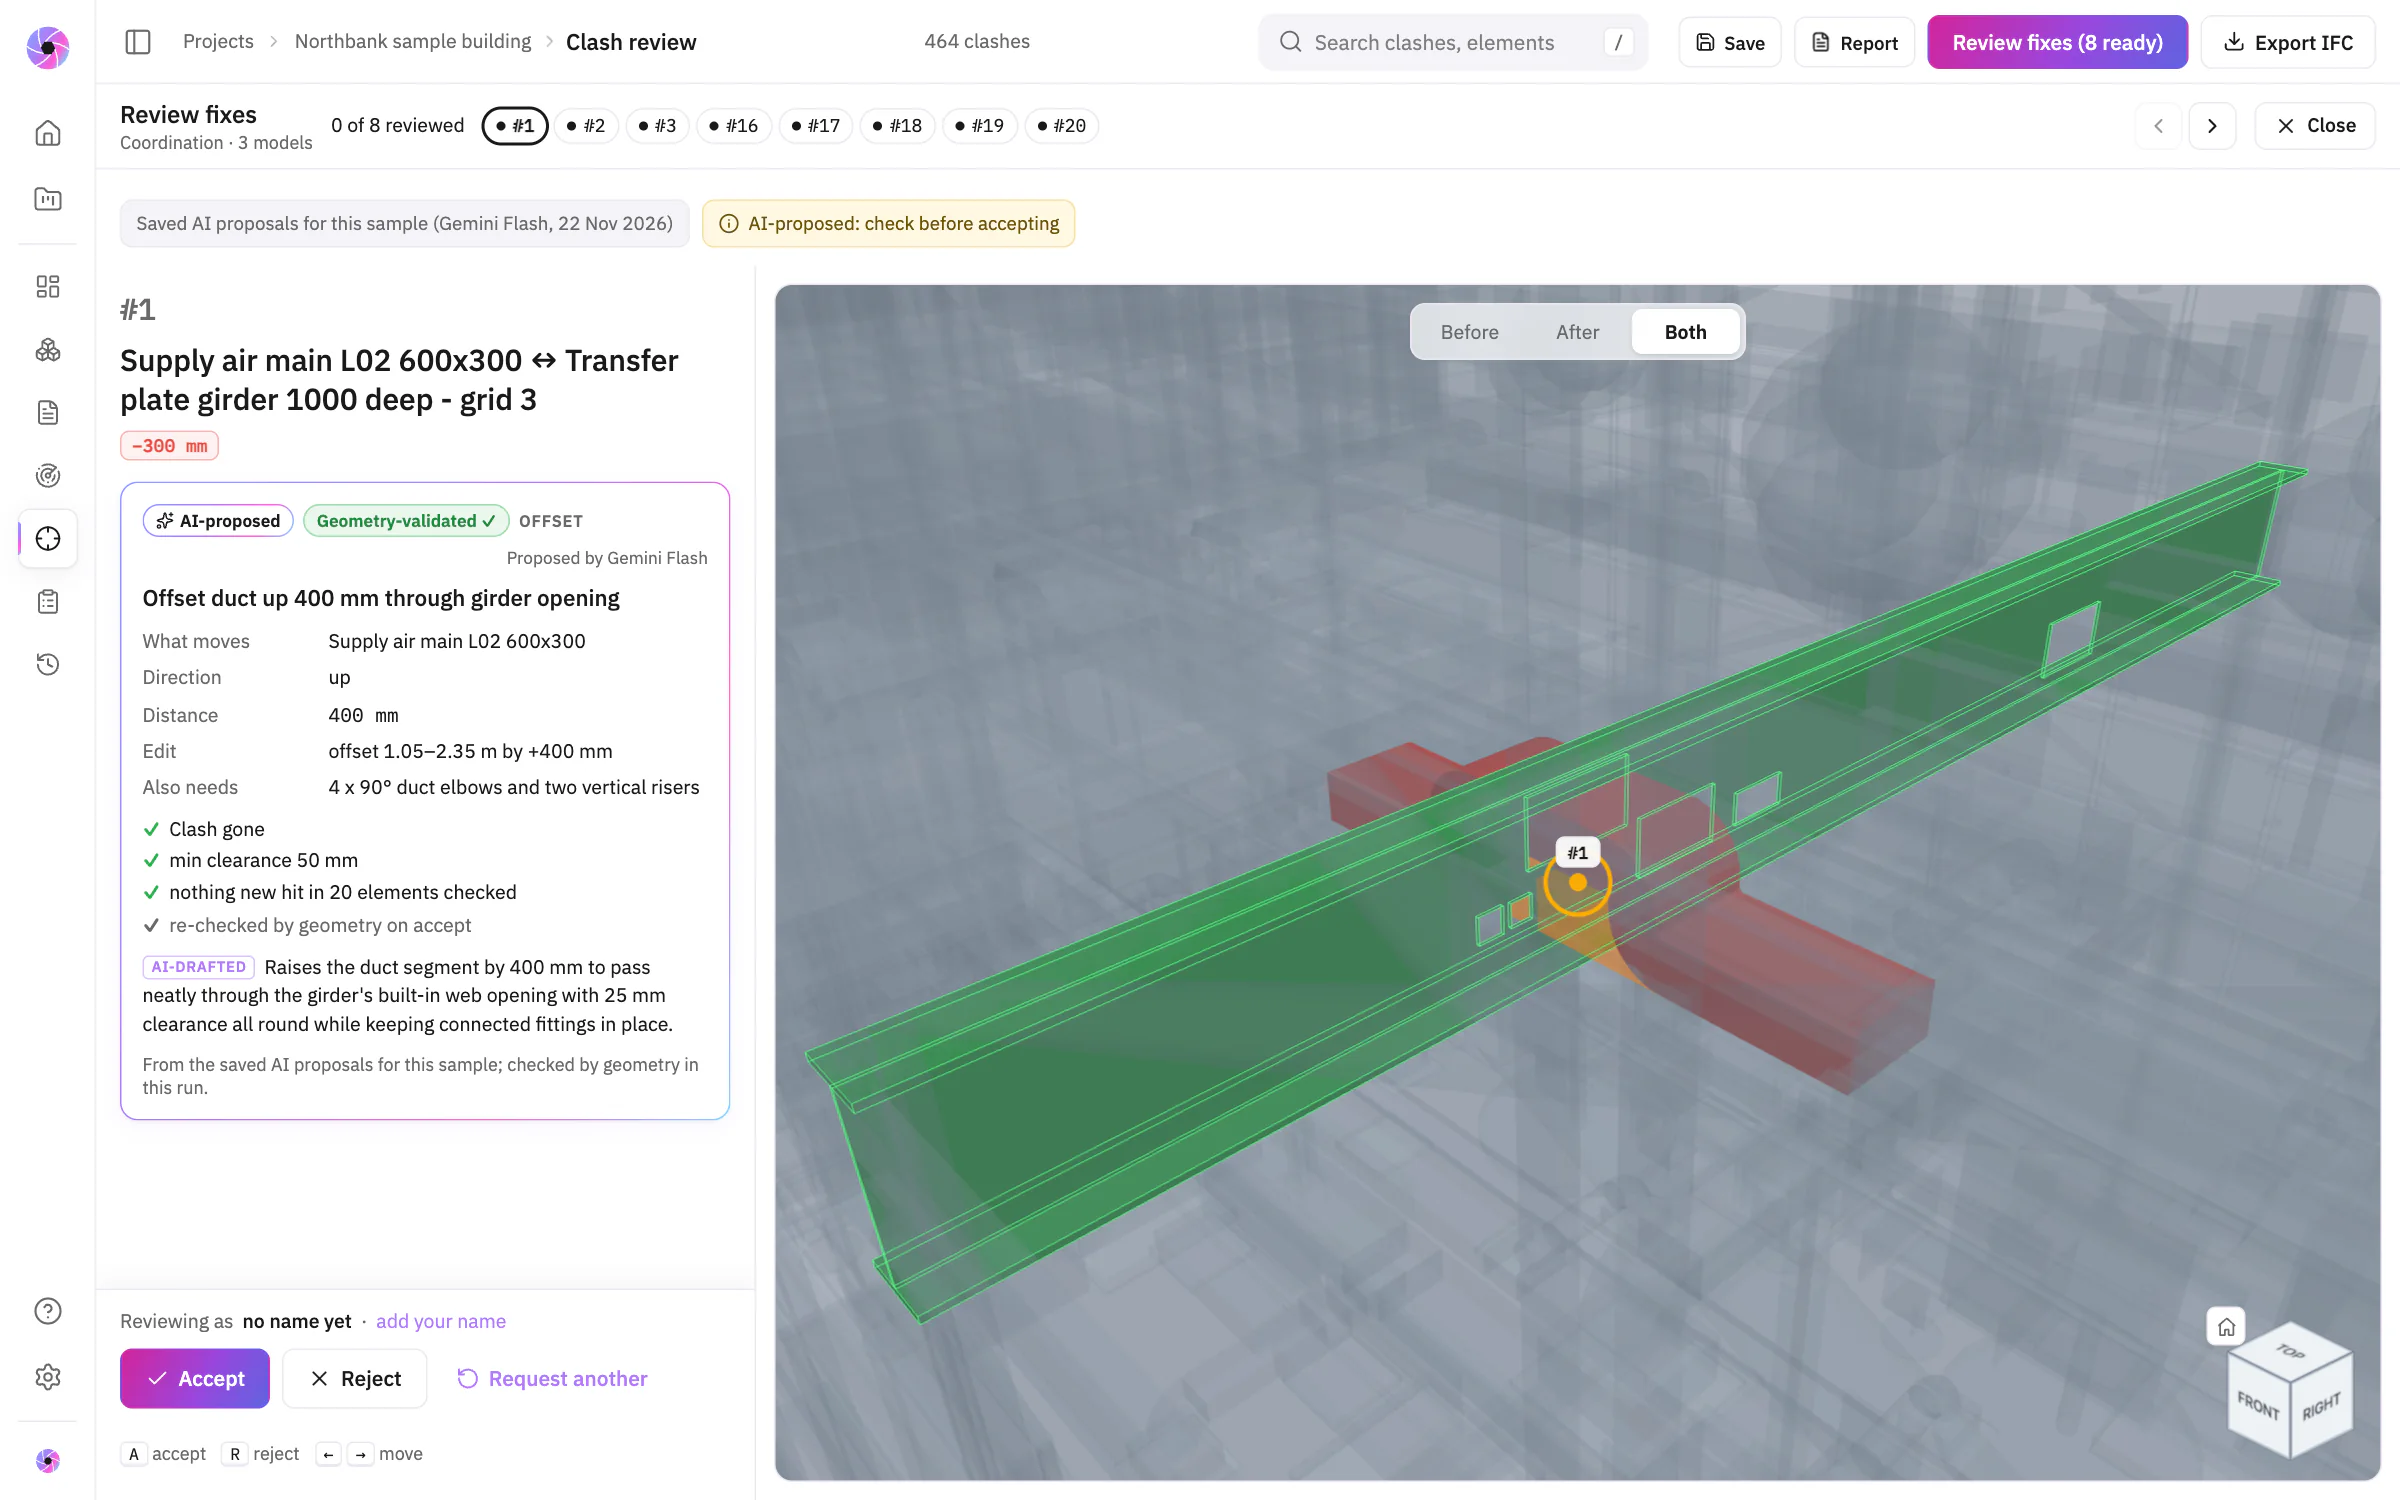 Projects > Northbank sample building > Clash review
464 clashes
Search clashes, elements /
Save
Report
Review fixes (8 ready)
Export IFC
Review fixes
Coordination · 3 models
0 of 8 reviewed
#1
#2
#3
#16
#17
#18
#19
#20
Close
Saved AI proposals for this sample (Gemini Flash, 22 Nov 2026)
AI-proposed: check before accepting
#1
Supply air main L02 600x300 ↔ Transfer
plate girder 1000 deep - grid 3
−300 mm
AI-proposed
Geometry-validated ✓
OFFSET
Proposed by Gemini Flash
Offset duct up 400 mm through girder opening
What moves Supply air main L02 600x300
Direction up
Distance 400 mm
Edit offset 1.05–2.35 m by +400 mm
Also needs 4 x 90° duct elbows and two vertical risers
✓ Clash gone
✓ min clearance 50 mm
✓ nothing new hit in 20 elements checked
✓ re-checked by geometry on accept
AI-DRAFTED Raises the duct segment by 400 mm to pass
neatly through the girder's built-in web opening with 25 mm
clearance all round while keeping connected fittings in place.
From the saved AI proposals for this sample; checked by geometry in
this run.
Reviewing as no name yet · add your name
Accept
Reject
Request another
A accept R reject ← → move
Before
After
Both
#1
TOP
FRONT
RIGHT